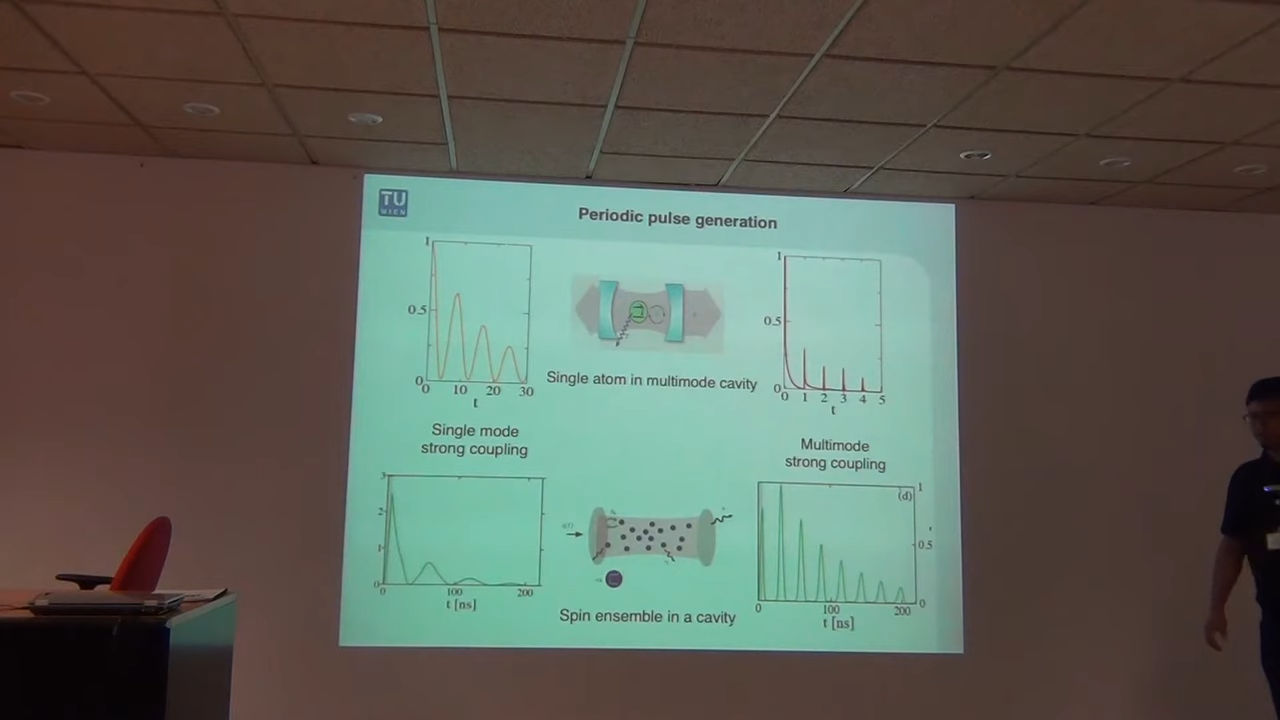 TU
WIEN
Periodic pulse generation
1
0.5
0
0 10 20 30
t
Single atom in multimode cavity
1
0.5
0
0 1 2 3 4 5
t
Single mode
strong coupling
Multimode
strong coupling
3
2
1
0
0 100 200
t [ns]
Spin ensemble in a cavity
(d)
1
0.5
0
0 100 200
t [ns]